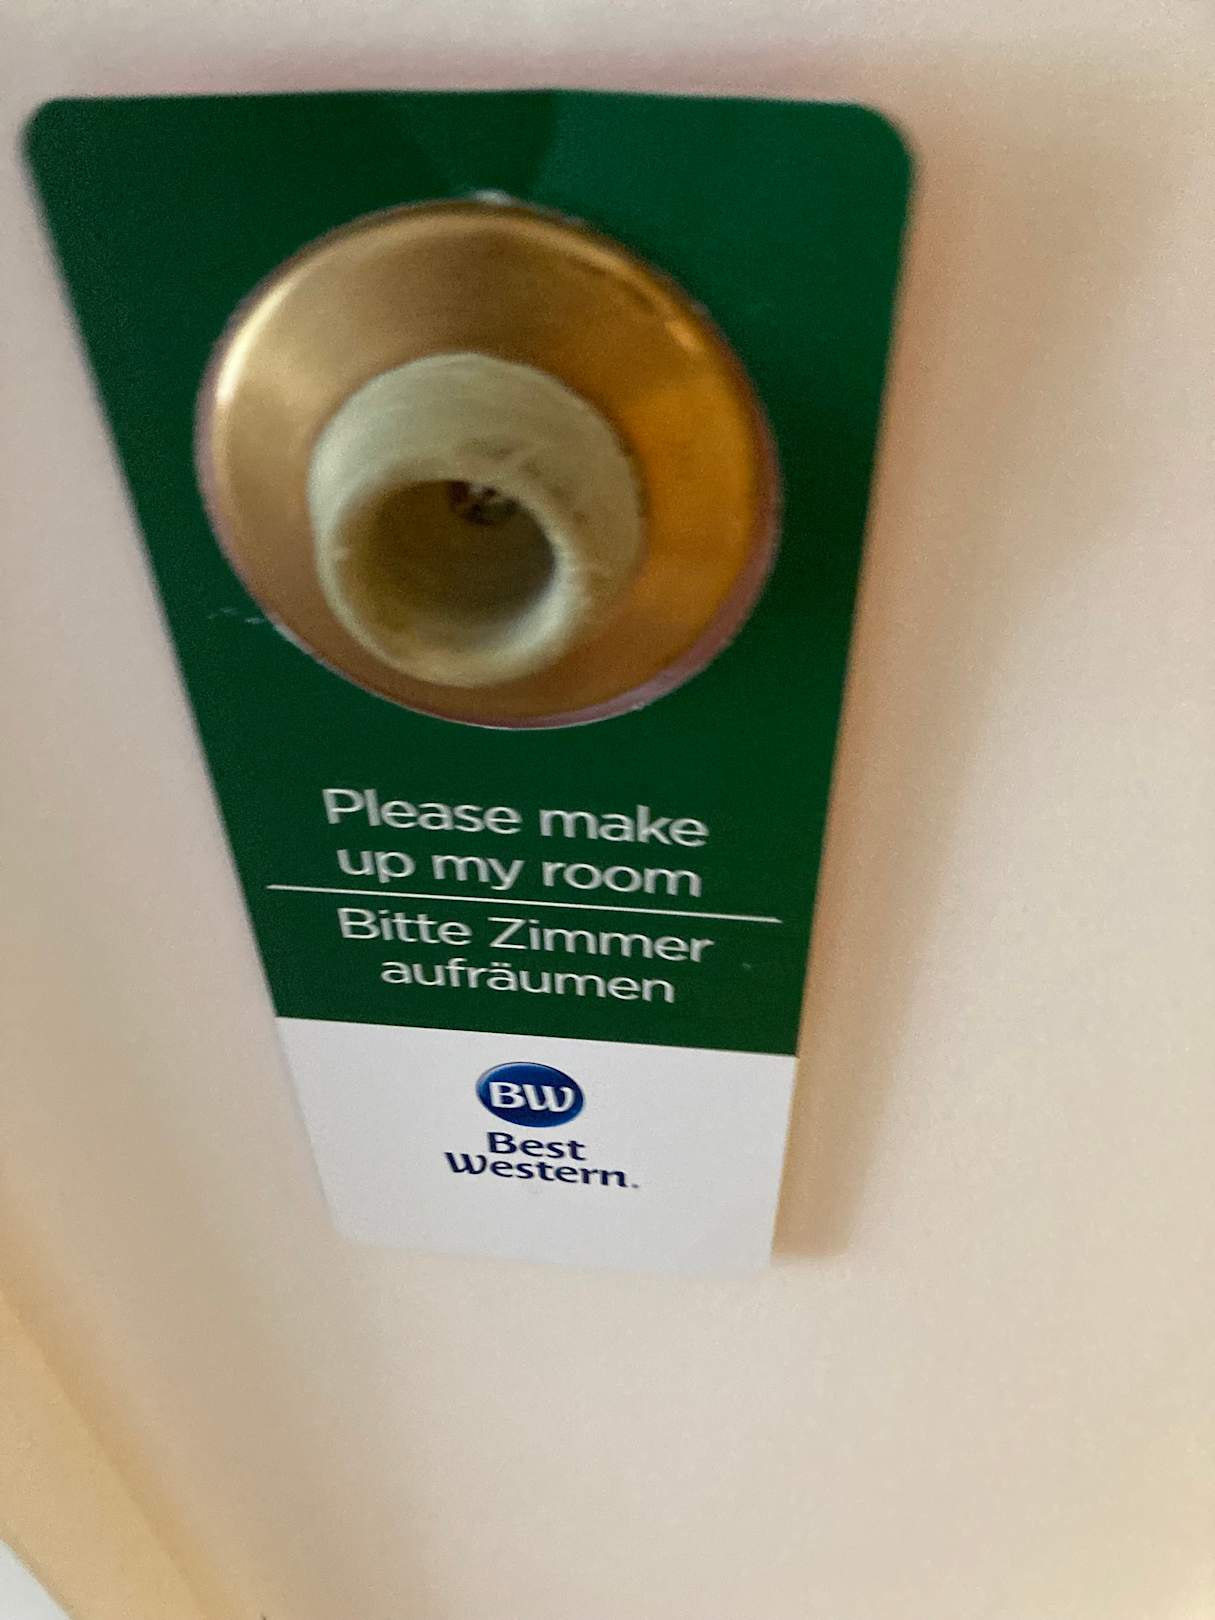 Please make
up my room
Bitte Zimmer
aufräumen
BW
Best
Western.